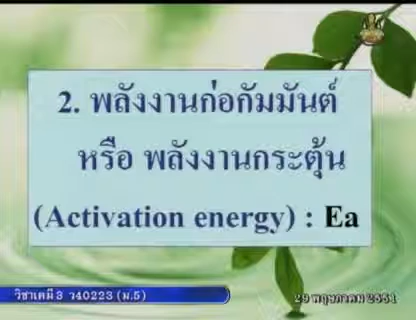 2. พลังงานก่อกัมมันต์
หรือ พลังงานกระตุ้น
(Activation energy) : Ea
วิชาเคมี 3 ว40223 (ม.5)
29 พฤษภาคม 2551